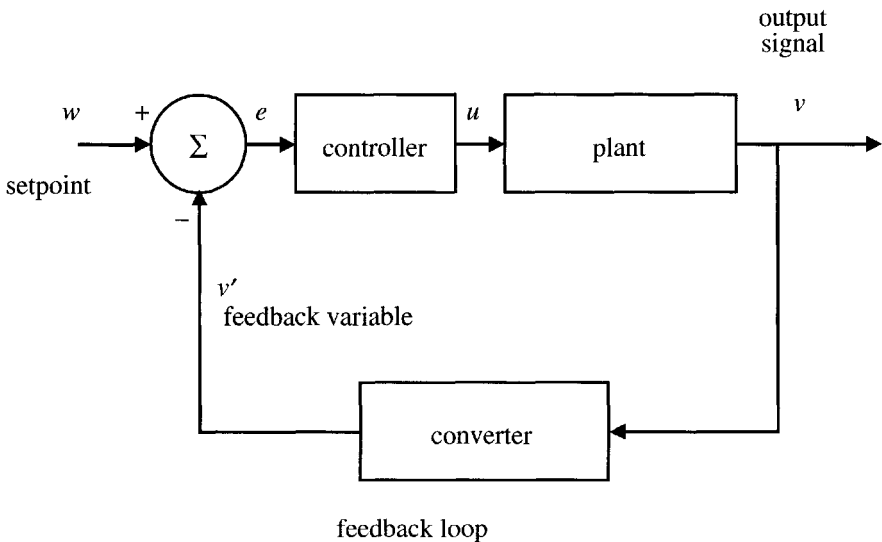 output
signal
w
+
e
u
v
Σ
controller
plant
setpoint
−
v'
feedback variable
converter
feedback loop